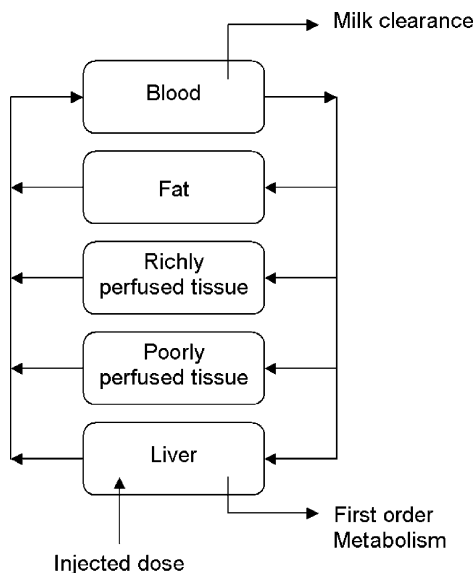 Milk clearance
Blood
Fat
Richly
perfused tissue
Poorly
perfused tissue
Liver
First order
Metabolism
Injected dose